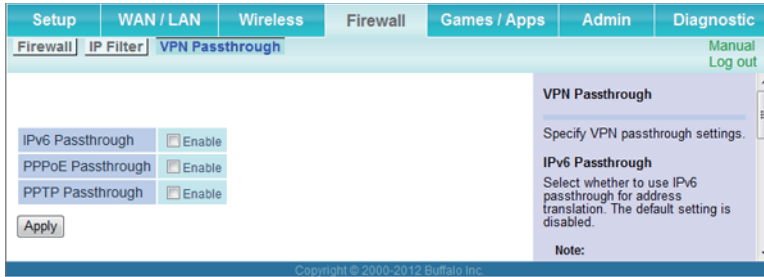 Setup WAN / LAN Wireless Firewall Games / Apps Admin Diagnostic
Firewall IP Filter VPN Passthrough
Manual
Log out
IPv6 Passthrough Enable
PPPoE Passthrough Enable
PPTP Passthrough Enable
Apply
VPN Passthrough
Specify VPN passthrough settings.
IPv6 Passthrough
Select whether to use IPv6
passthrough for address
translation. The default setting is
disabled.
Note:
Copyright © 2000-2012 Buffalo Inc.